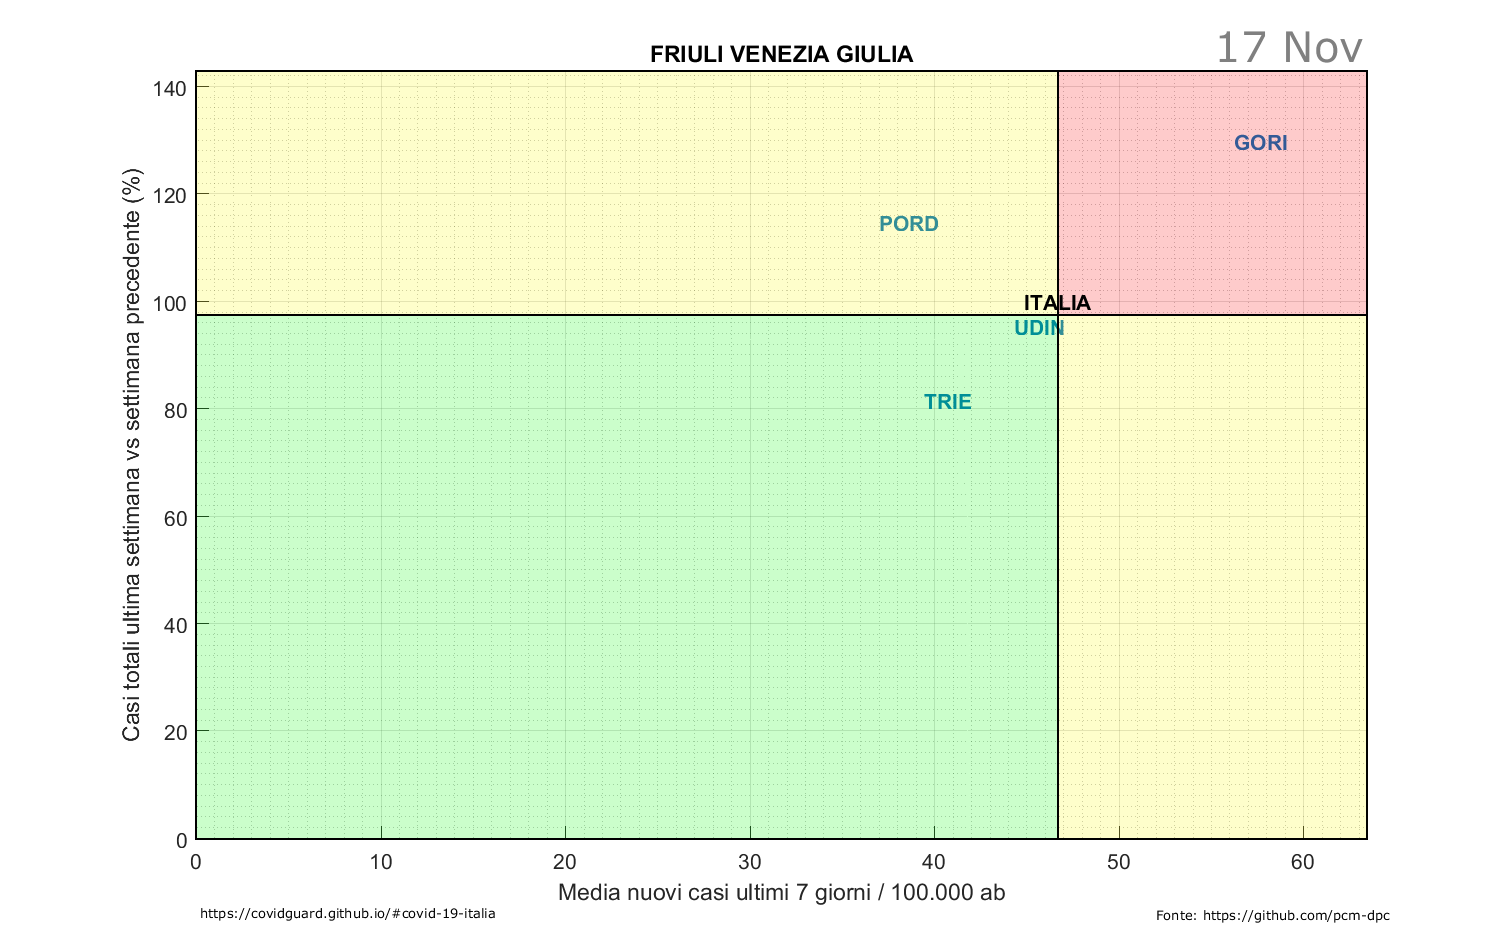 17 Nov
FRIULI VENEZIA GIULIA
140
120
100
80
60
40
20
0
Casi totali ultima settimana vs settimana precedente (%)
GORI
PORD
ITALIA
UDIN
TRIE
0 10 20 30 40 50 60
Media nuovi casi ultimi 7 giorni / 100.000 ab
https://covidguard.github.io/#covid-19-italia
Fonte: https://github.com/pcm-dpc